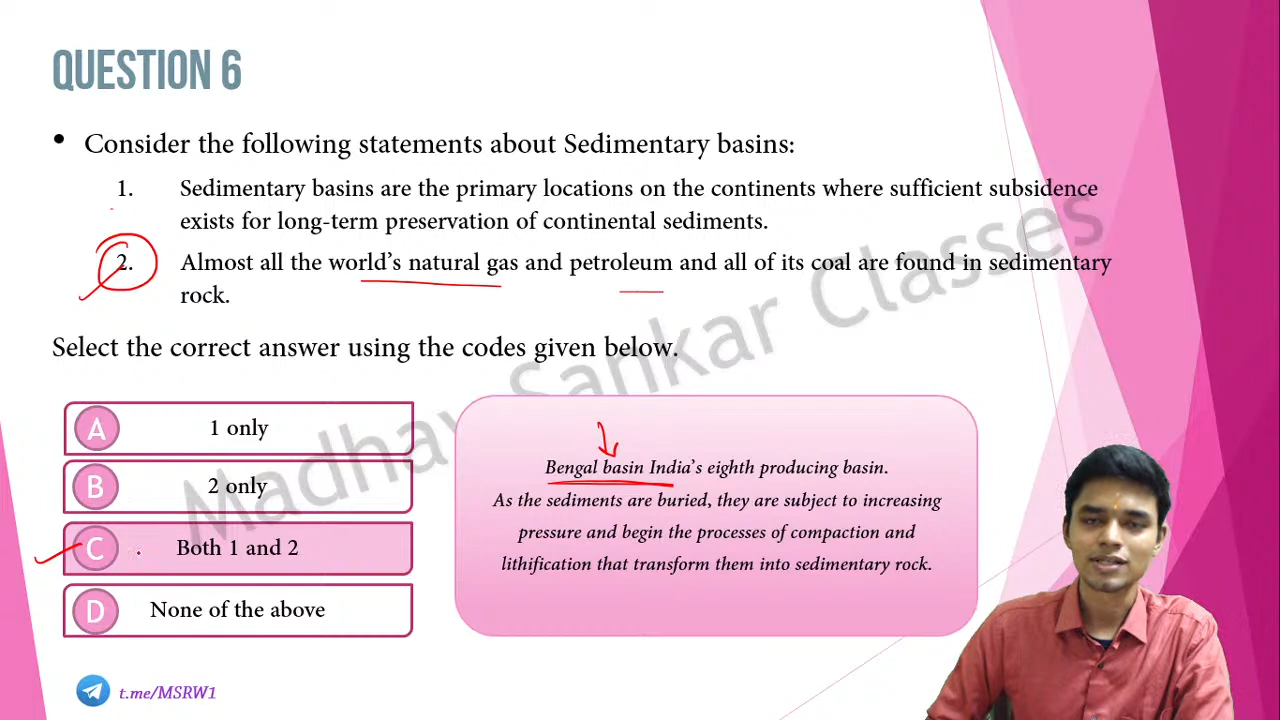 QUESTION 6
• Consider the following statements about Sedimentary basins:
1. Sedimentary basins are the primary locations on the continents where sufficient subsidence
exists for long-term preservation of continental sediments.
2. Almost all the world's natural gas and petroleum and all of its coal are found in sedimentary
rock.
Select the correct answer using the codes given below.
A 1 only
B 2 only
C Both 1 and 2
D None of the above
Bengal basin India's eighth producing basin.
As the sediments are buried, they are subject to increasing
pressure and begin the processes of compaction and
lithification that transform them into sedimentary rock.
Madhav Sankar Classes
t.me/MSRW1